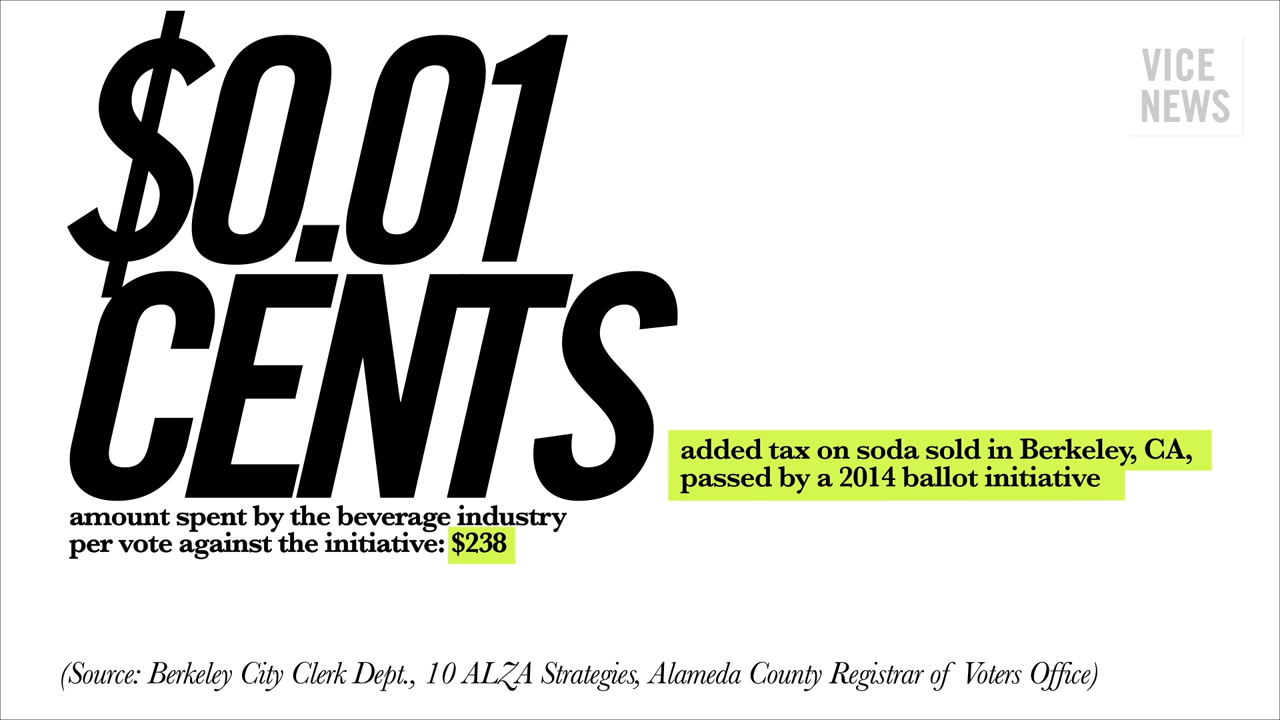 $0.01
CENTS
added tax on soda sold in Berkeley, CA,
passed by a 2014 ballot initiative
amount spent by the beverage industry
per vote against the initiative: $238
(Source: Berkeley City Clerk Dept., 10 ALZA Strategies, Alameda County Registrar of Voters Office)
VICE
NEWS